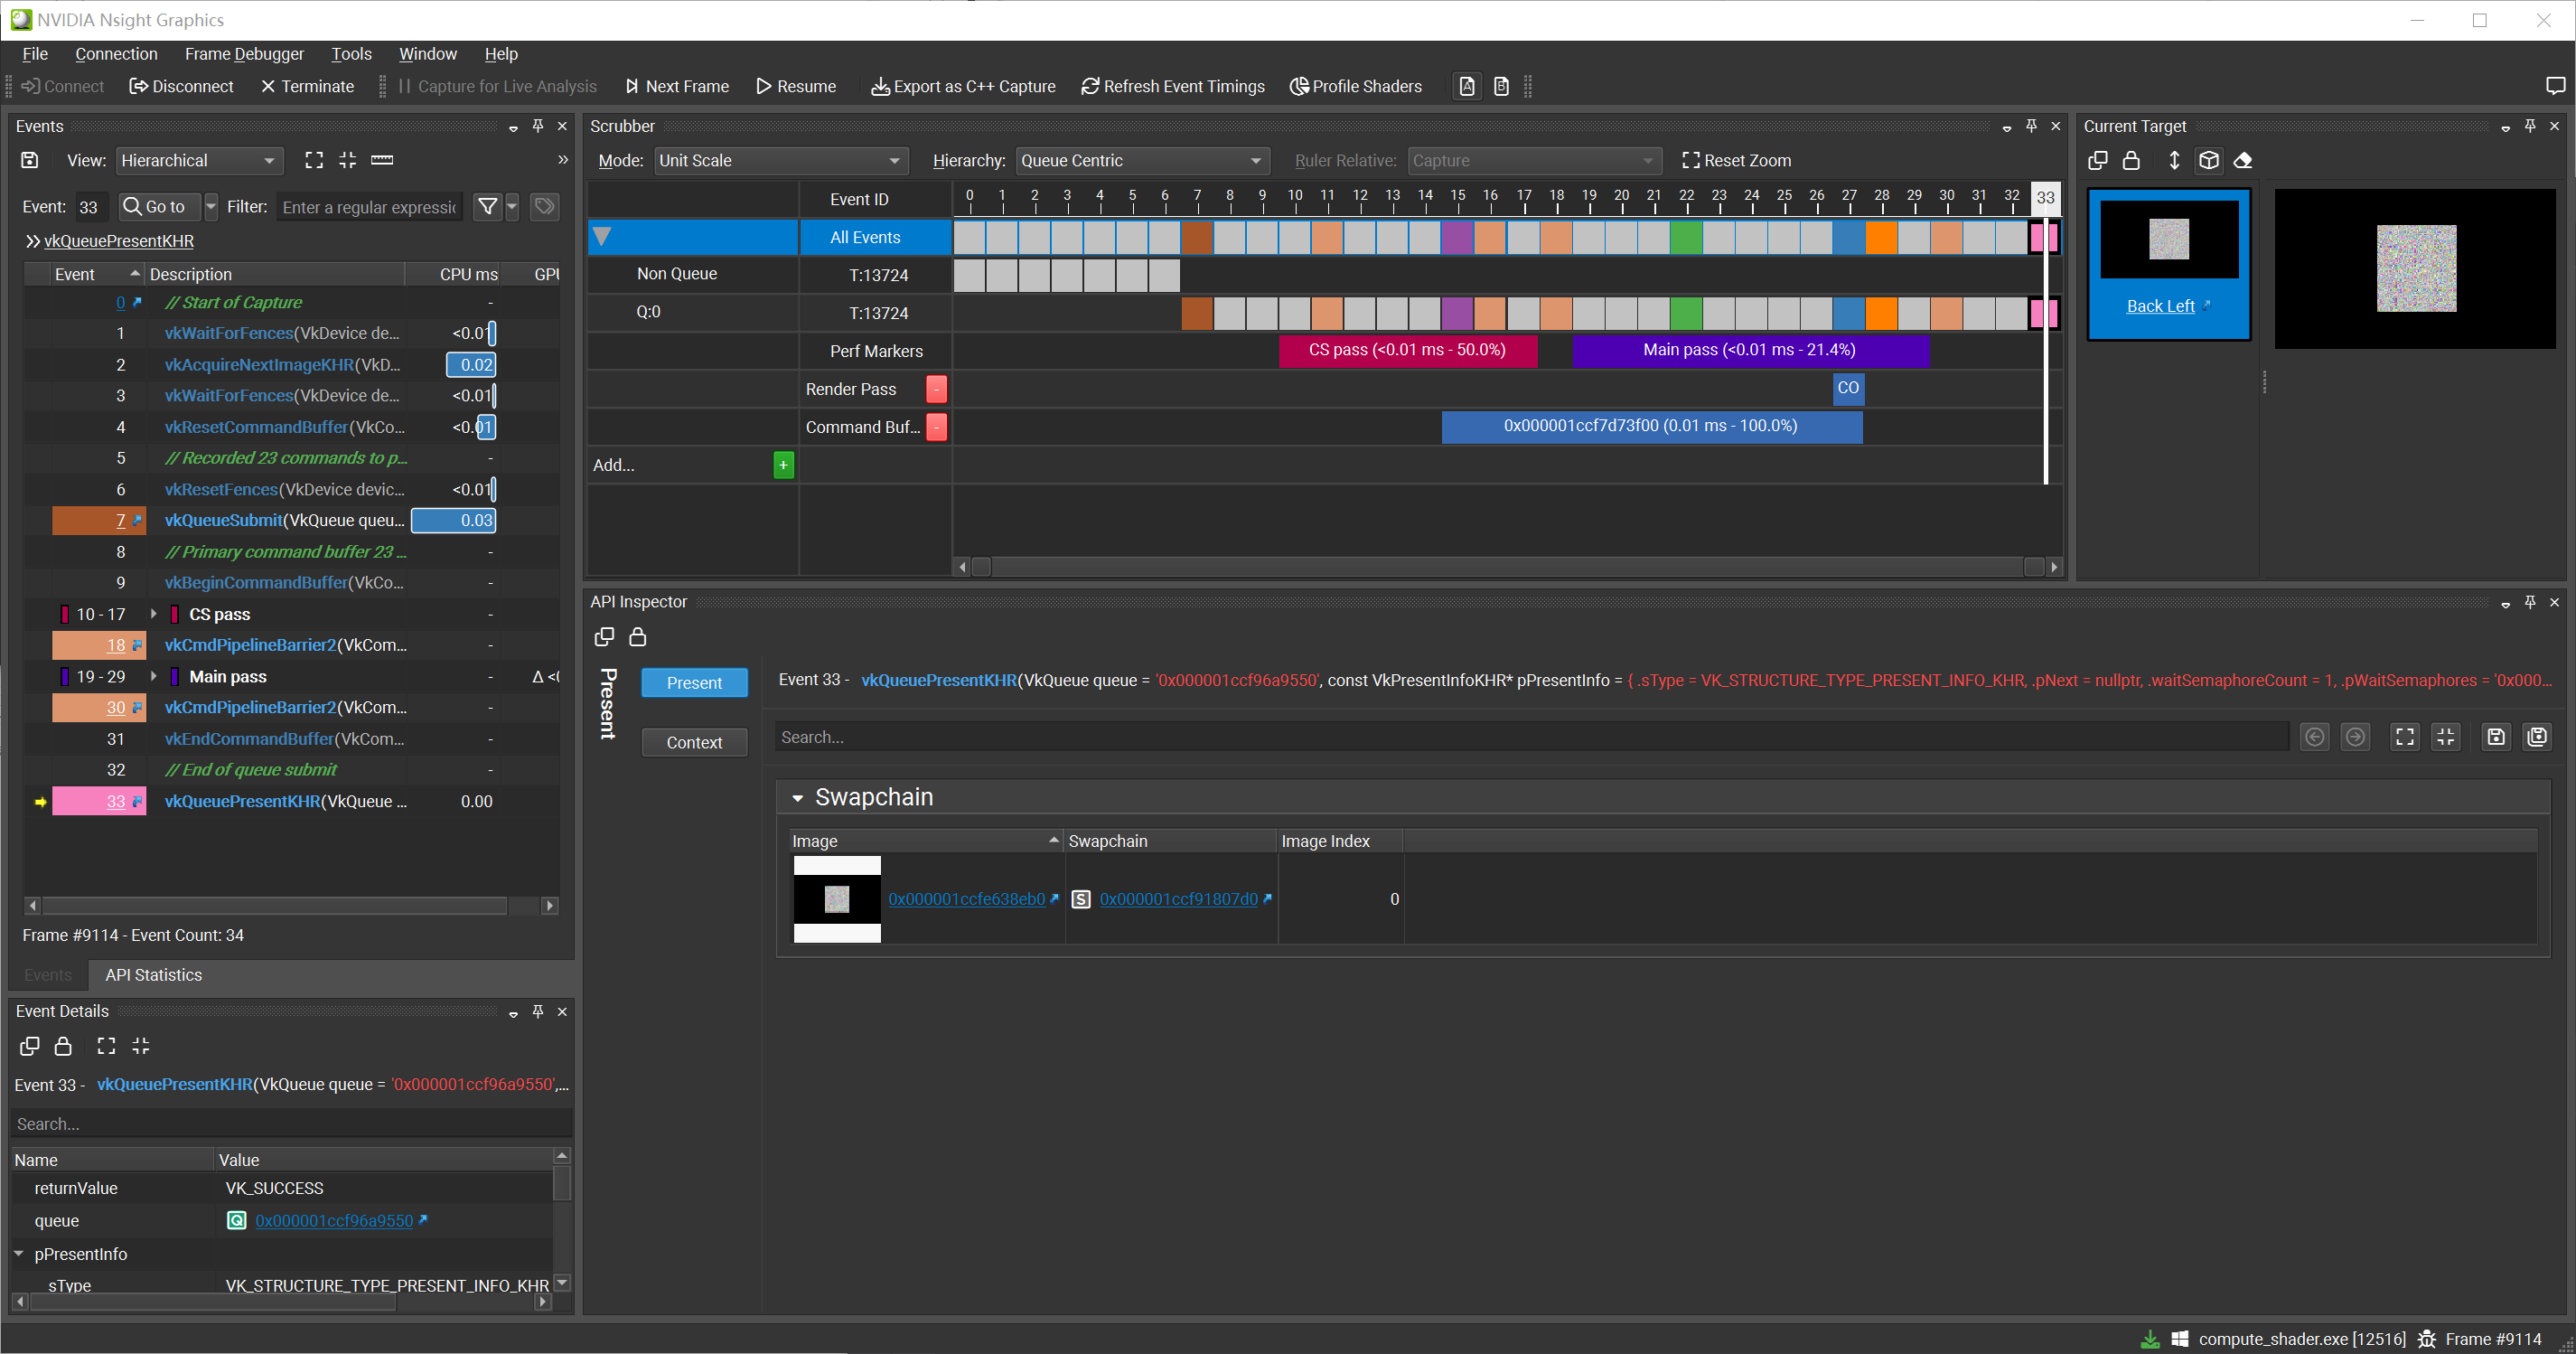 NVIDIA Nsight Graphics
File Connection Frame Debugger Tools Window Help
Connect Disconnect Terminate Capture for Live Analysis Next Frame Resume Export as C++ Capture Refresh Event Timings Profile Shaders A B
Events
View: Hierarchical
Event: 33 Go to Filter: Enter a regular expressic
vkQueuePresentKHR
Event Description CPU ms GPU
0 // Start of Capture -
1 vkWaitForFences(VkDevice de... <0.01
2 vkAcquireNextImageKHR(VkD... 0.02
3 vkWaitForFences(VkDevice de... <0.01
4 vkResetCommandBuffer(VkCo... <0.01
5 // Recorded 23 commands to p... -
6 vkResetFences(VkDevice devic... <0.01
7 vkQueueSubmit(VkQueue queu... 0.03
8 // Primary command buffer 23 ... -
9 vkBeginCommandBuffer(VkCo... -
10 - 17 CS pass -
18 vkCmdPipelineBarrier2(VkCom... -
19 - 29 Main pass - Δ <0
30 vkCmdPipelineBarrier2(VkCom... -
31 vkEndCommandBuffer(VkCom... -
32 // End of queue submit -
33 vkQueuePresentKHR(VkQueue ... 0.00
Frame #9114 - Event Count: 34
Events API Statistics
Event Details
Event 33 - vkQueuePresentKHR(VkQueue queue = '0x000001ccf96a9550',...
Search...
Name Value
returnValue VK_SUCCESS
queue Q 0x000001ccf96a9550
pPresentInfo
sType VK_STRUCTURE_TYPE_PRESENT_INFO_KHR
Scrubber
Mode: Unit Scale Hierarchy: Queue Centric Ruler Relative: Capture Reset Zoom
Event ID 0 1 2 3 4 5 6 7 8 9 10 11 12 13 14 15 16 17 18 19 20 21 22 23 24 25 26 27 28 29 30 31 32 33
All Events
Non Queue T:13724
Q:0 T:13724
Perf Markers CS pass (<0.01 ms - 50.0%) Main pass (<0.01 ms - 21.4%)
Render Pass - CO
Command Buf... - 0x000001ccf7d73f00 (0.01 ms - 100.0%)
Add... +
Current Target
Back Left
API Inspector
Present
Present
Context
Event 33 - vkQueuePresentKHR(VkQueue queue = '0x000001ccf96a9550', const VkPresentInfoKHR* pPresentInfo = { .sType = VK_STRUCTURE_TYPE_PRESENT_INFO_KHR, .pNext = nullptr, .waitSemaphoreCount = 1, .pWaitSemaphores = '0x000...
Search...
Swapchain
Image Swapchain Image Index
0x000001ccfe638eb0 S 0x000001ccf91807d0 0
compute_shader.exe [12516] Frame #9114